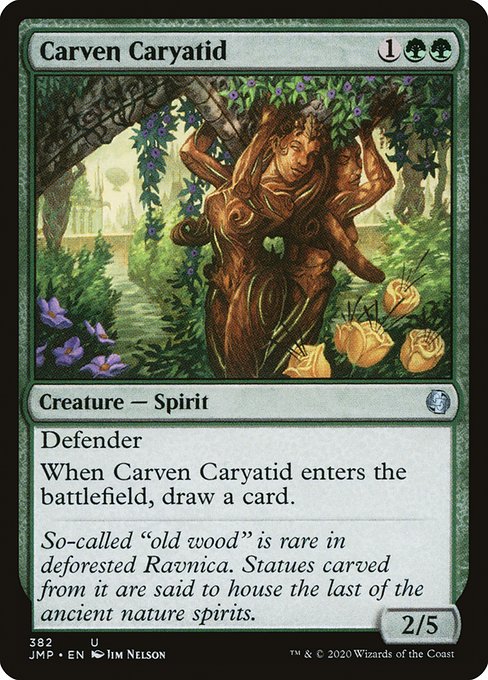 Carven Caryatid 1
Creature — Spirit
Defender
When Carven Caryatid enters the
battlefield, draw a card.
So-called “old wood” is rare in
deforested Ravnica. Statues carved
from it are said to house the last of the
ancient nature spirits.
2/5
382 U
JMP • EN Jim Nelson
™ & © 2020 Wizards of the Coast